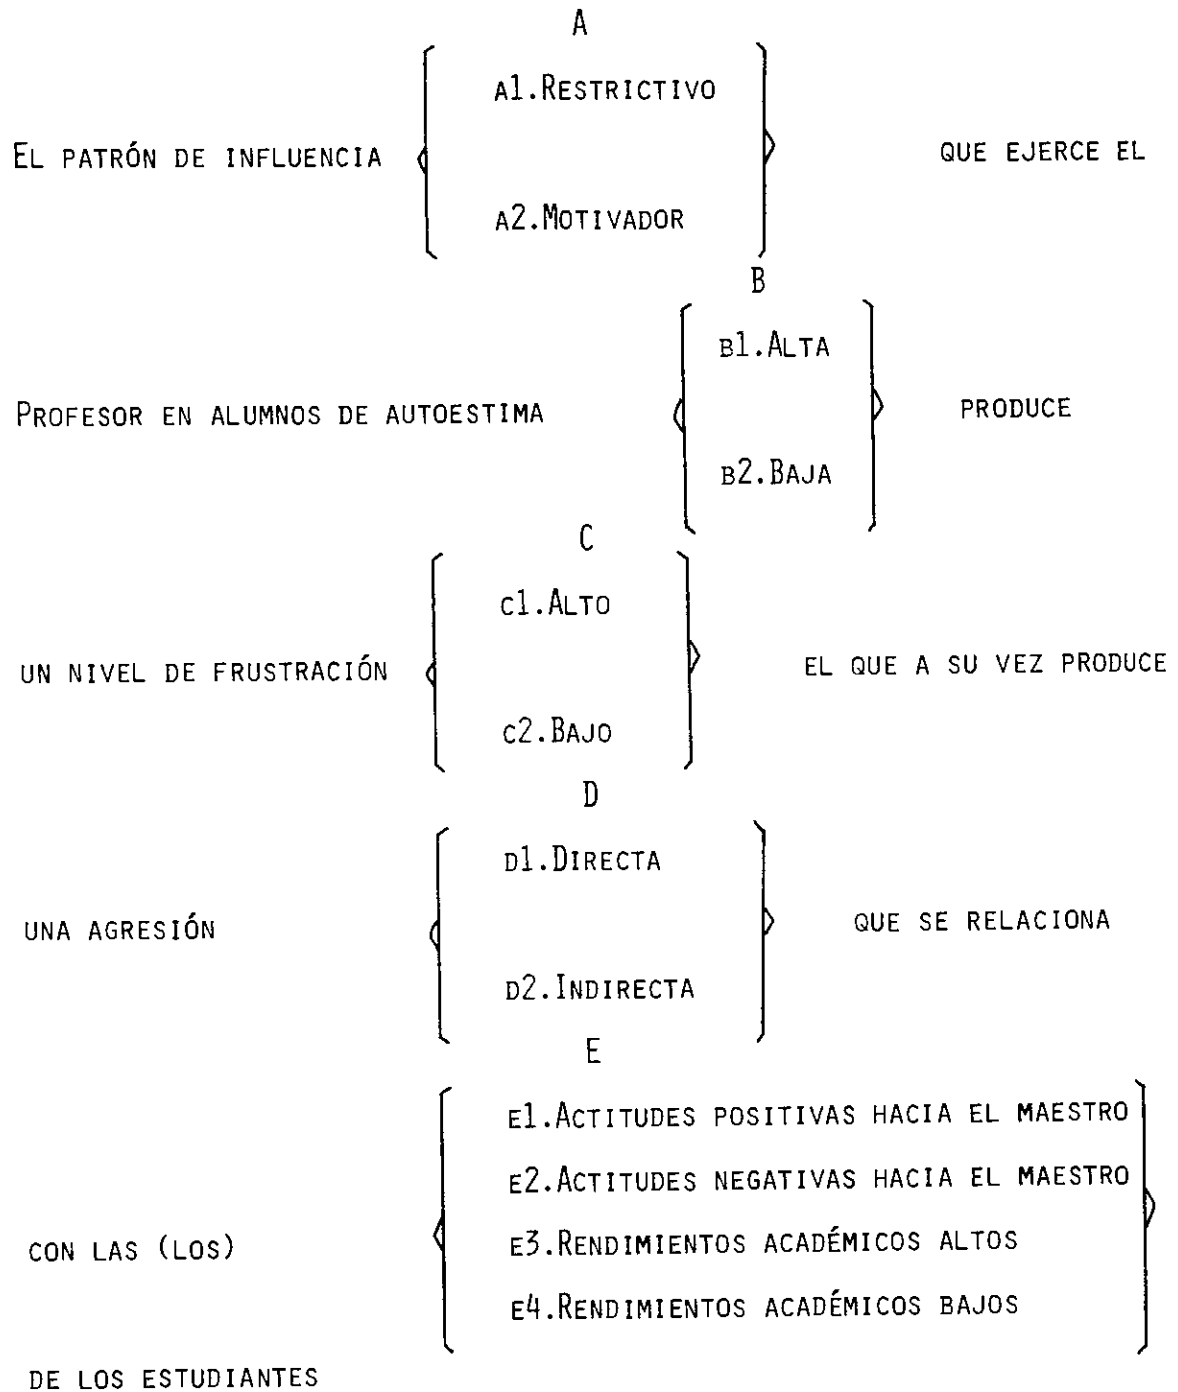 A
A1.RESTRICTIVO
EL PATRÓN DE INFLUENCIA QUE EJERCE EL
A2.MOTIVADOR
B
B1.ALTA
PROFESOR EN ALUMNOS DE AUTOESTIMA PRODUCE
B2.BAJA
C
C1.ALTO
UN NIVEL DE FRUSTRACIÓN EL QUE A SU VEZ PRODUCE
C2.BAJO
D
D1.DIRECTA
UNA AGRESIÓN QUE SE RELACIONA
D2.INDIRECTA
E
E1.ACTITUDES POSITIVAS HACIA EL MAESTRO
E2.ACTITUDES NEGATIVAS HACIA EL MAESTRO
CON LAS (LOS) E3.RENDIMIENTOS ACADÉMICOS ALTOS
E4.RENDIMIENTOS ACADÉMICOS BAJOS
DE LOS ESTUDIANTES